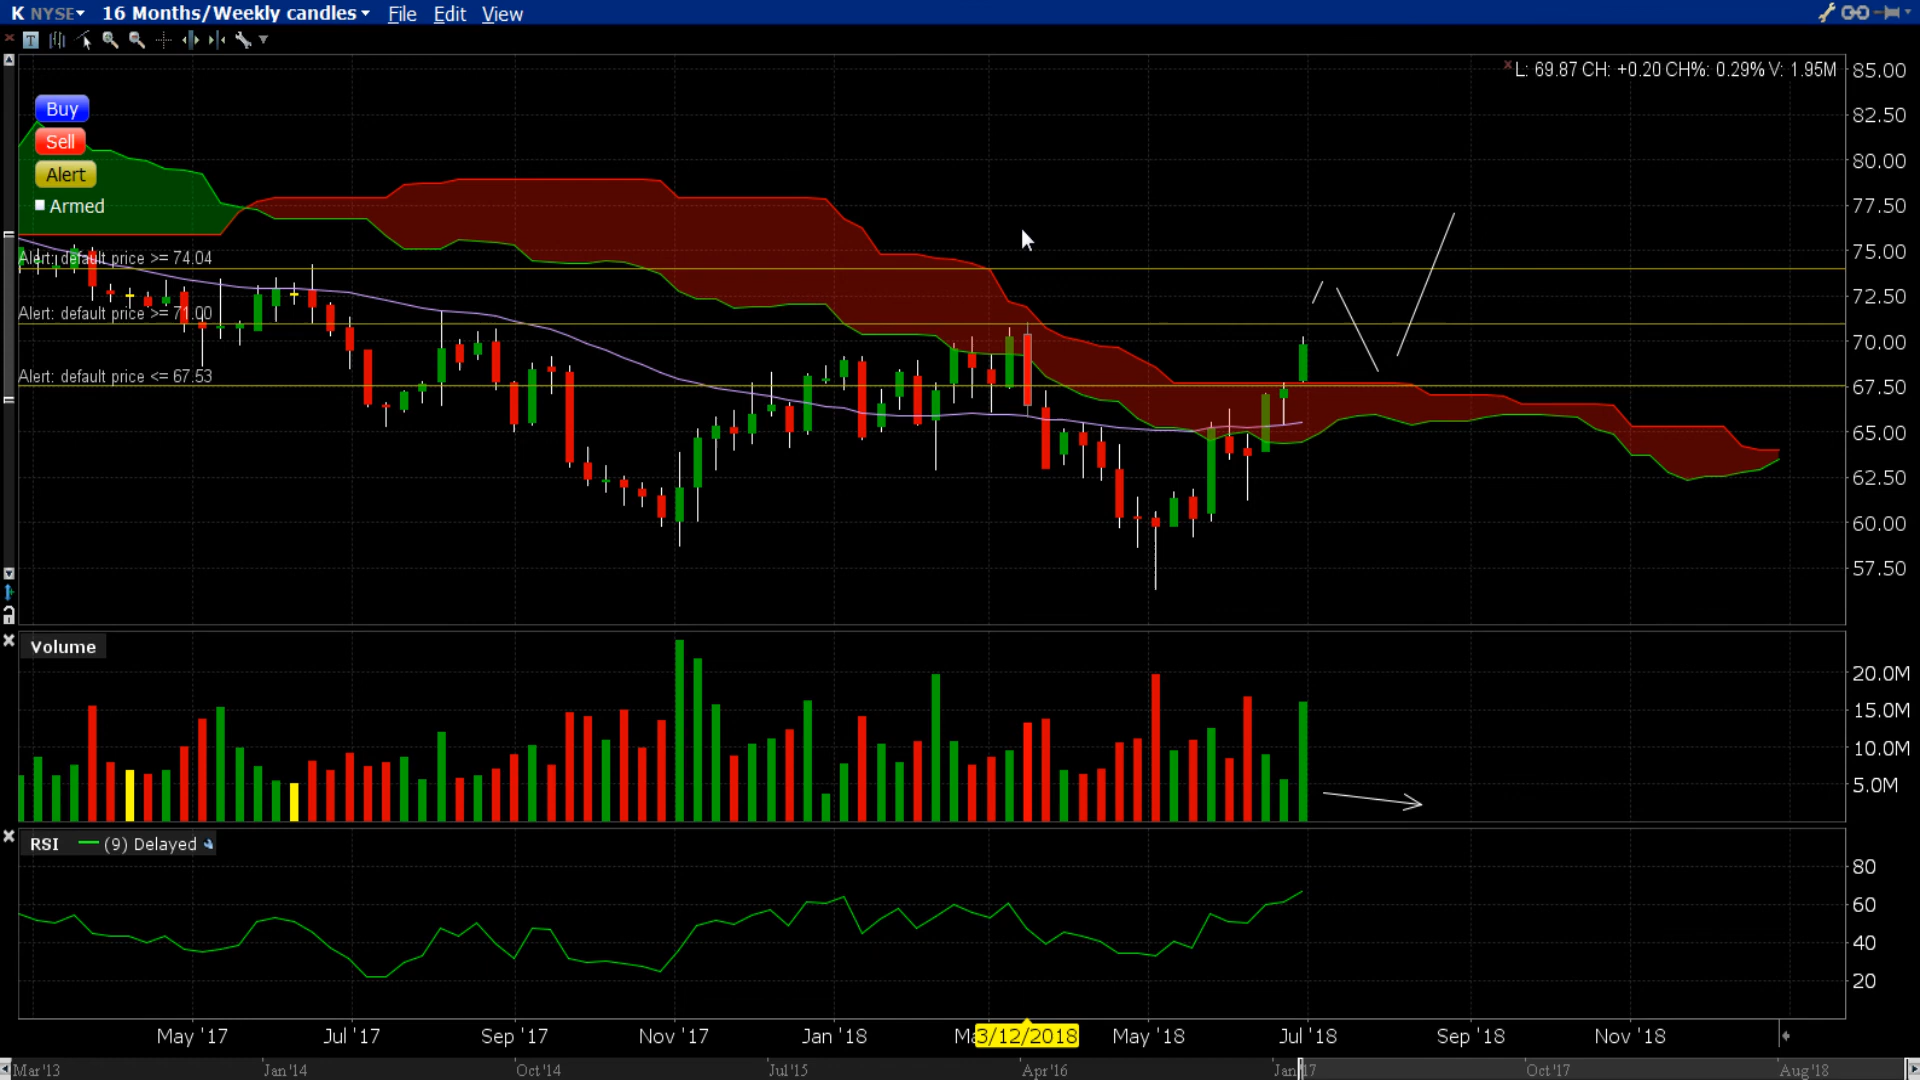 K NYSE 16 Months/Weekly candles File Edit View
L: 69.87 CH: +0.20 CH%: 0.29% V: 1.95M
Buy
Sell
Alert
Armed
Alert: default price >= 74.04
Alert: default price >= 71.00
Alert: default price <= 67.53
85.00
82.50
80.00
77.50
75.00
72.50
70.00
67.50
65.00
62.50
60.00
57.50
Volume
20.0M
15.0M
10.0M
5.0M
RSI (9) Delayed
80
60
40
20
May '17 Jul '17 Sep '17 Nov '17 Jan '18 3/12/2018 May '18 Jul '18 Sep '18 Nov '18
Mar'13 Jan'14 Oct'14 Jul'15 Apr'16 Jan'17 Oct'17 Aug'18